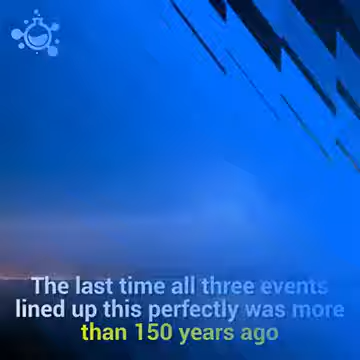 The last time all three events
lined up this perfectly was more
than 150 years ago